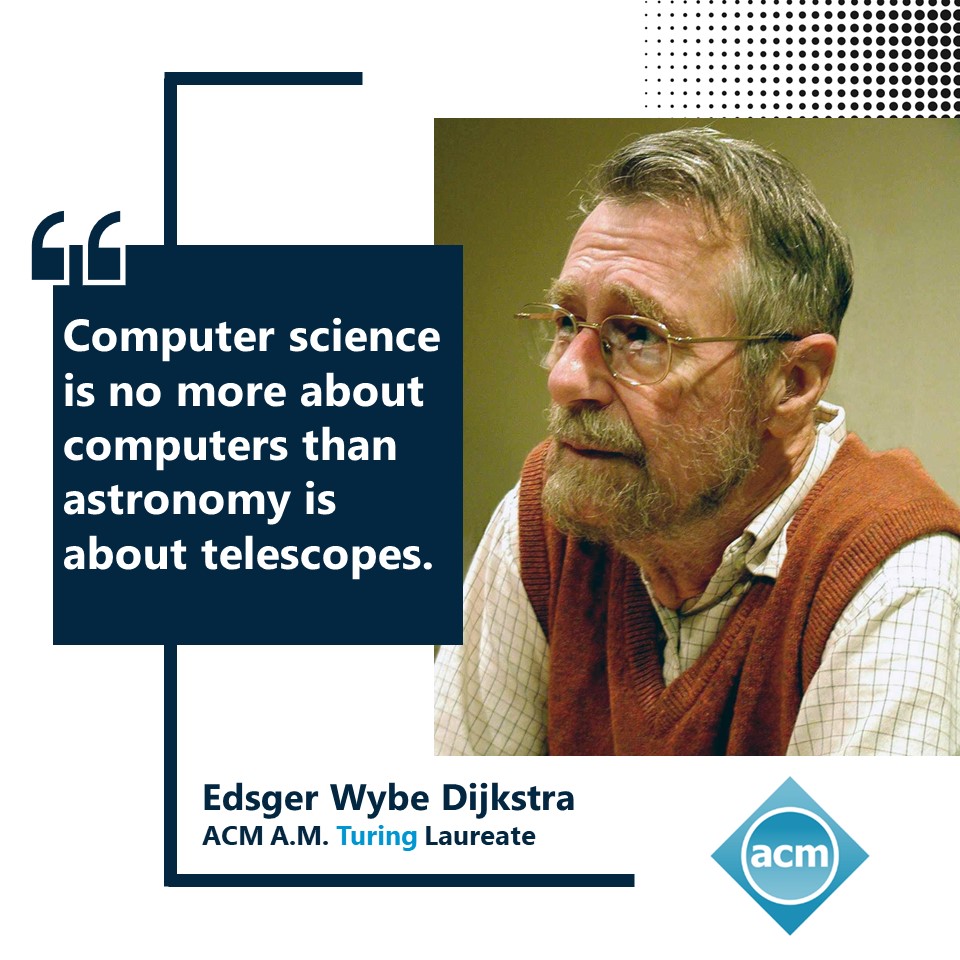 “
Computer science
is no more about
computers than
astronomy is
about telescopes.
Edsger Wybe Dijkstra
ACM A.M. Turing Laureate
acm